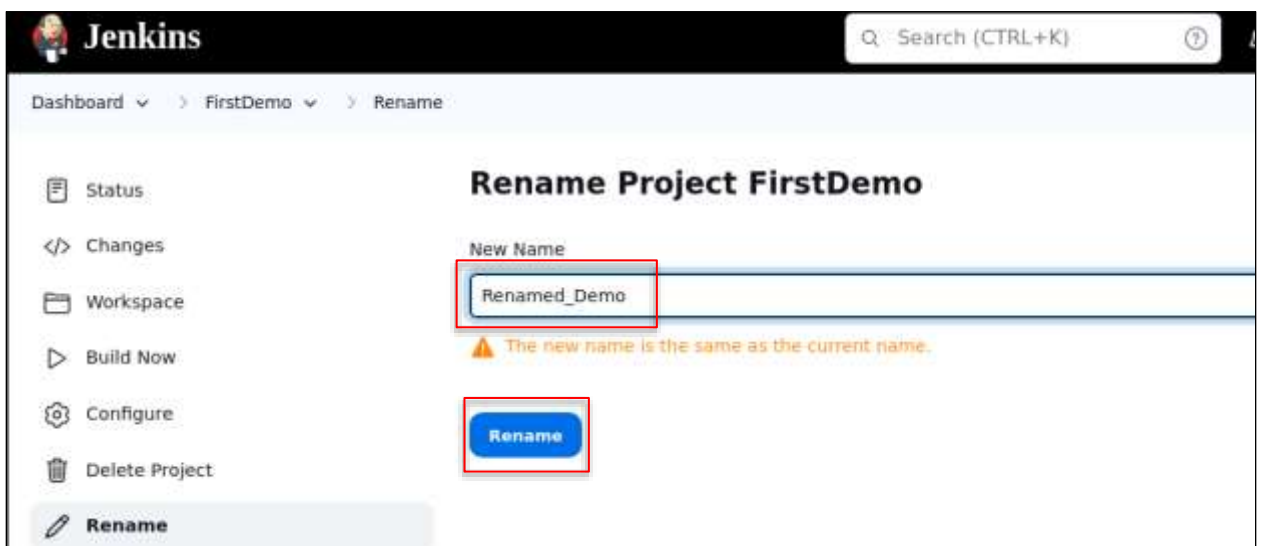 Jenkins
Search (CTRL+K)
Dashboard > FirstDemo > Rename
Status
Changes
Workspace
Build Now
Configure
Delete Project
Rename
Rename Project FirstDemo
New Name
Renamed_Demo
The new name is the same as the current name.
Rename